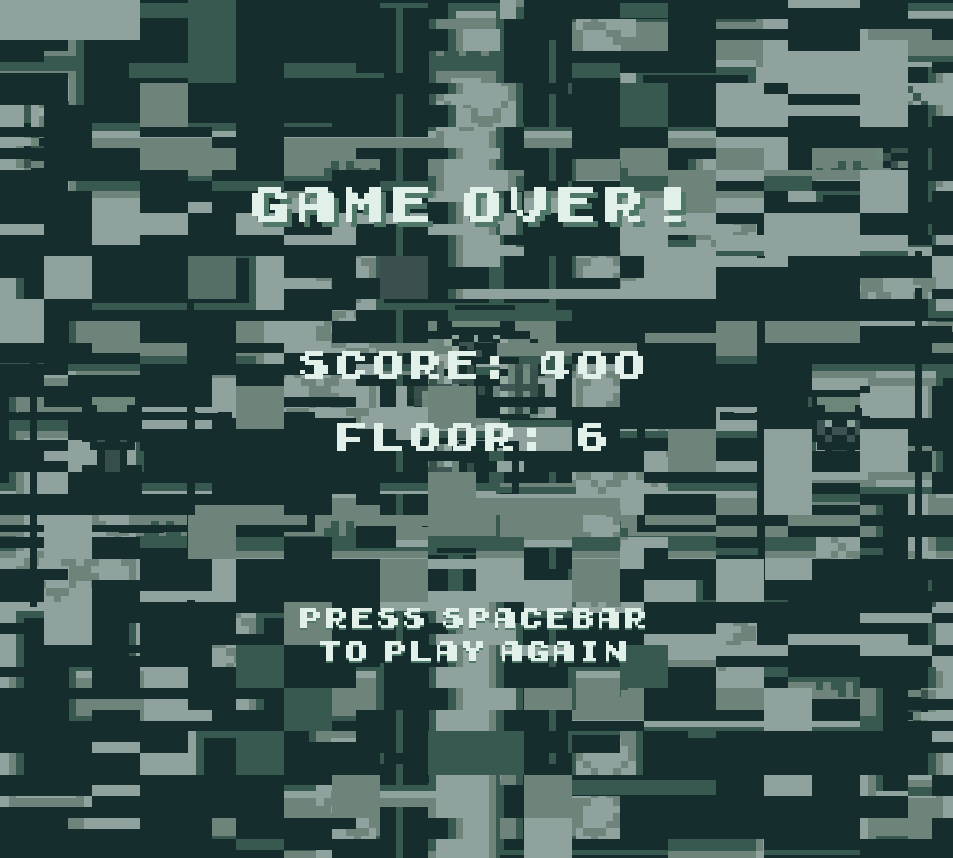 GAME OVER!
SCORE: 400
FLOOR: 6
PRESS SPACEBAR
TO PLAY AGAIN